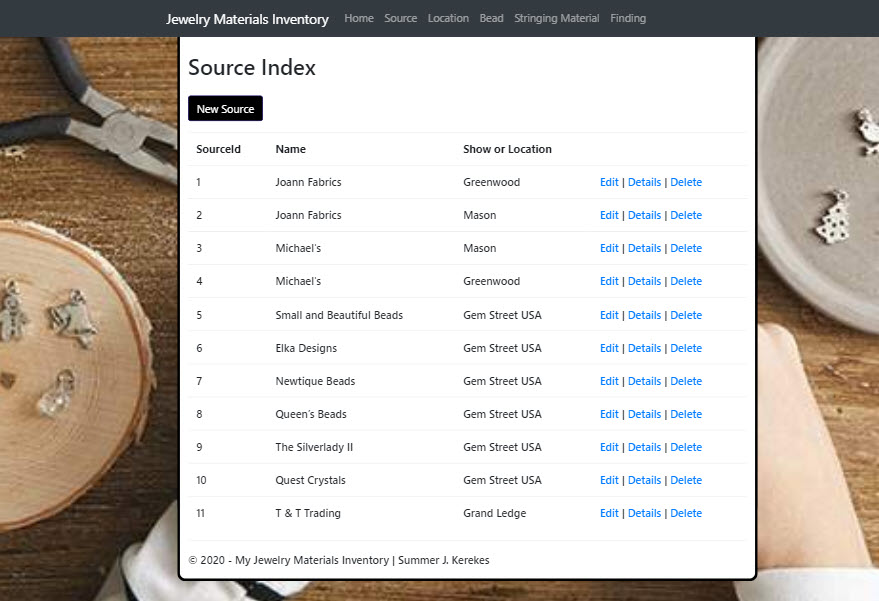 Jewelry Materials Inventory Home Source Location Bead Stringing Material Finding
Source Index
New Source
SourceId Name Show or Location
1 Joann Fabrics Greenwood Edit | Details | Delete
2 Joann Fabrics Mason Edit | Details | Delete
3 Michael's Mason Edit | Details | Delete
4 Michael's Greenwood Edit | Details | Delete
5 Small and Beautiful Beads Gem Street USA Edit | Details | Delete
6 Elka Designs Gem Street USA Edit | Details | Delete
7 Newtique Beads Gem Street USA Edit | Details | Delete
8 Queen's Beads Gem Street USA Edit | Details | Delete
9 The Silverlady II Gem Street USA Edit | Details | Delete
10 Quest Crystals Gem Street USA Edit | Details | Delete
11 T & T Trading Grand Ledge Edit | Details | Delete
© 2020 - My Jewelry Materials Inventory | Summer J. Kerekes